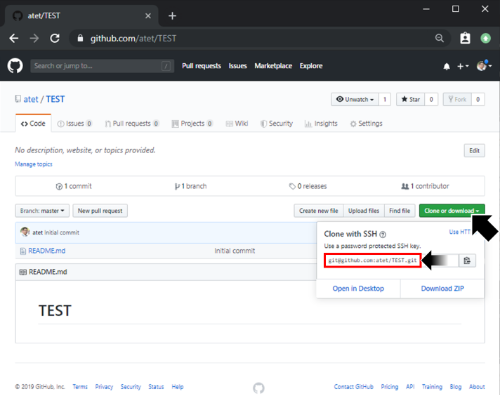 atet/TEST
github.com/atet/TEST
Search or jump to...
Pull requests Issues Marketplace Explore
atet / TEST
Unwatch 1 Star 0 Fork 0
Code Issues 0 Pull requests 0 Projects 0 Wiki Security Insights Settings
No description, website, or topics provided. Edit
Manage topics
1 commit 1 branch 0 releases 1 contributor
Branch: master New pull request Create new file Upload files Find file Clone or download
atet initial commit
README.md Initial commit
Clone with SSH Use HTT
Use a password protected SSH key.
git@github.com:atet/TEST.git
Open in Desktop Download ZIP
README.md
TEST
© 2019 GitHub, Inc. Terms Privacy Security Status Help Contact GitHub Pricing API Training Blog About